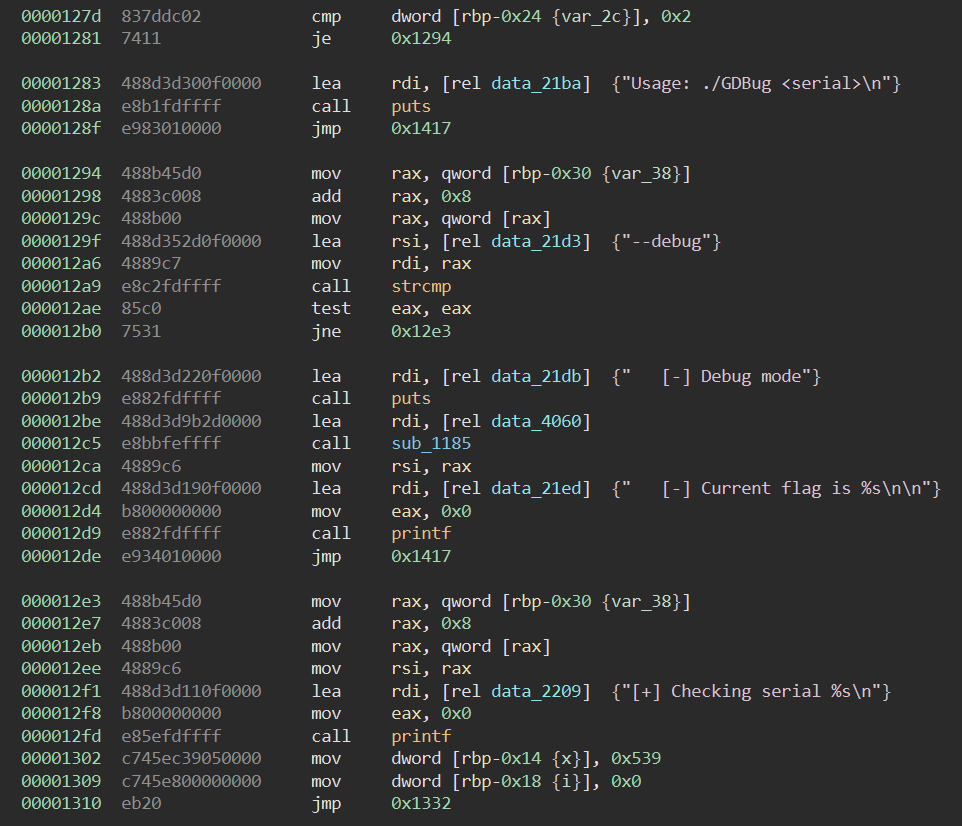 0000127d 837ddc02 cmp dword [rbp-0x24 {var_2c}], 0x2
00001281 7411 je 0x1294
00001283 488d3d300f0000 lea rdi, [rel data_21ba] {"Usage: ./GDBug <serial>\n"}
0000128a e8b1fdffff call puts
0000128f e983010000 jmp 0x1417
00001294 488b45d0 mov rax, qword [rbp-0x30 {var_38}]
00001298 4883c008 add rax, 0x8
0000129c 488b00 mov rax, qword [rax]
0000129f 488d352d0f0000 lea rsi, [rel data_21d3] {"--debug"}
000012a6 4889c7 mov rdi, rax
000012a9 e8c2fdffff call strcmp
000012ae 85c0 test eax, eax
000012b0 7531 jne 0x12e3
000012b2 488d3d220f0000 lea rdi, [rel data_21db] {"   [-] Debug mode"}
000012b9 e882fdffff call puts
000012be 488d3d9b2d0000 lea rdi, [rel data_4060]
000012c5 e8bbfeffff call sub_1185
000012ca 4889c6 mov rsi, rax
000012cd 488d3d190f0000 lea rdi, [rel data_21ed] {"   [-] Current flag is %s\n\n"}
000012d4 b800000000 mov eax, 0x0
000012d9 e882fdffff call printf
000012de e934010000 jmp 0x1417
000012e3 488b45d0 mov rax, qword [rbp-0x30 {var_38}]
000012e7 4883c008 add rax, 0x8
000012eb 488b00 mov rax, qword [rax]
000012ee 4889c6 mov rsi, rax
000012f1 488d3d110f0000 lea rdi, [rel data_2209] {"[+] Checking serial %s\n"}
000012f8 b800000000 mov eax, 0x0
000012fd e85efdffff call printf
00001302 c745ec39050000 mov dword [rbp-0x14 {x}], 0x539
00001309 c745e800000000 mov dword [rbp-0x18 {i}], 0x0
00001310 eb20 jmp 0x1332